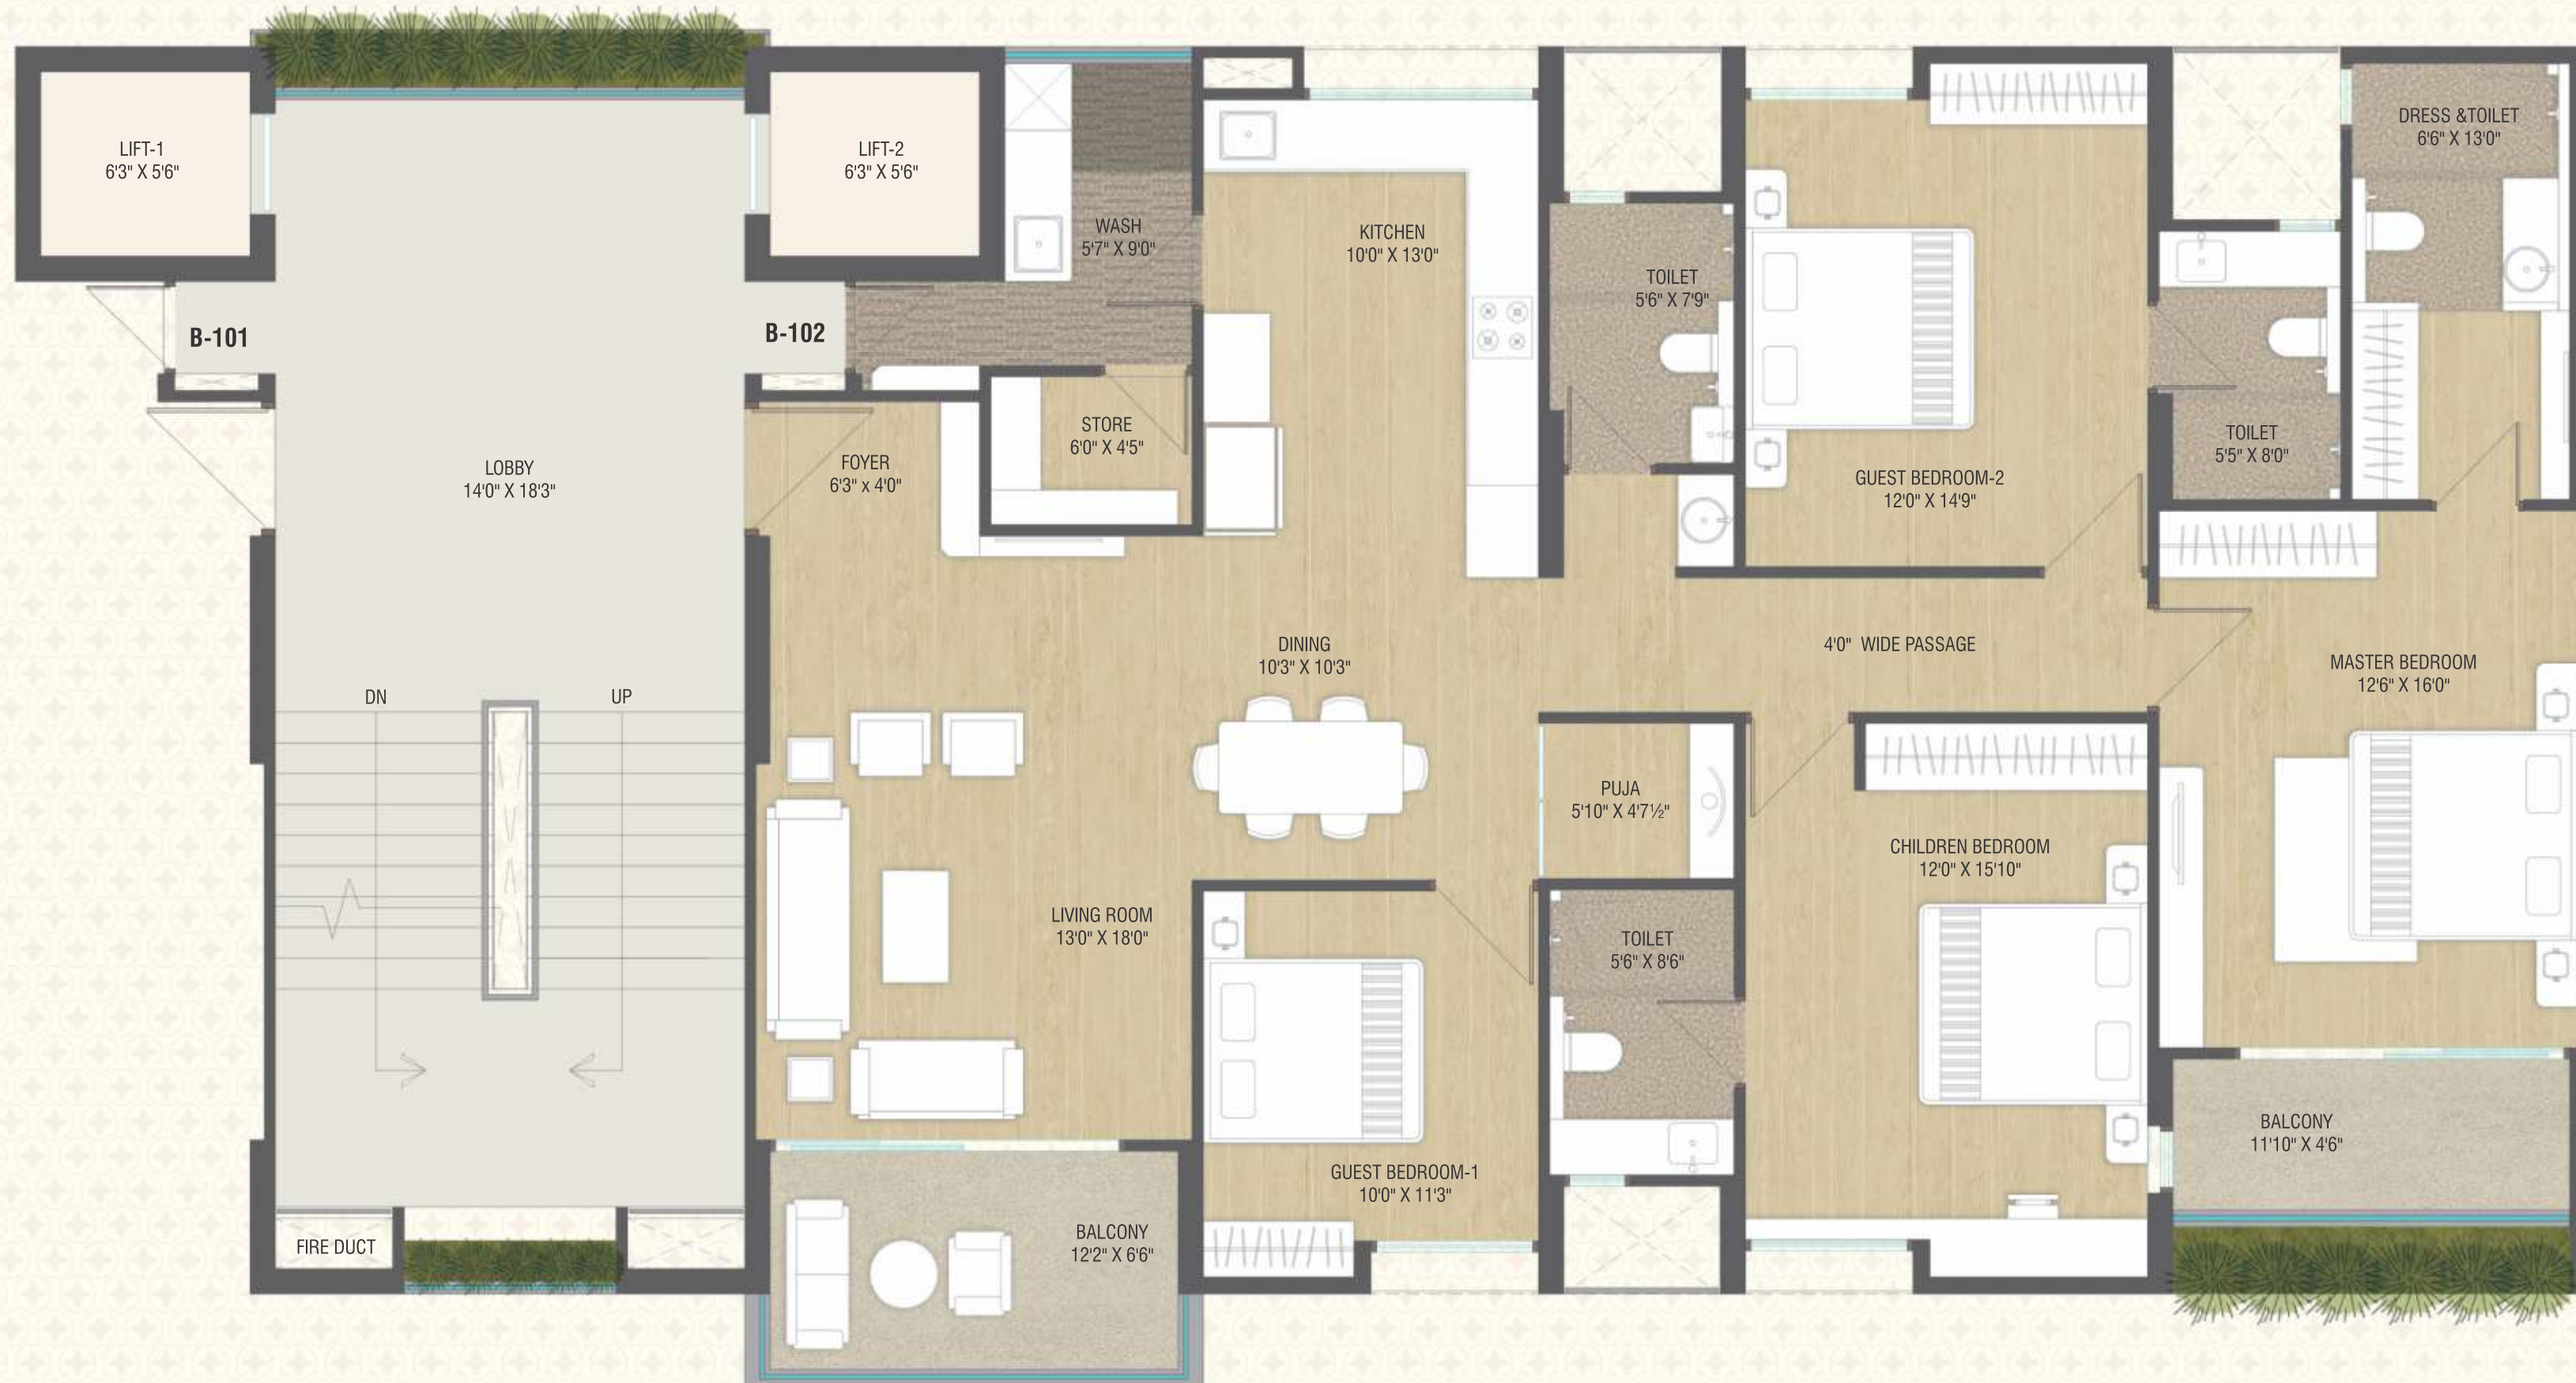 LIFT-1
6'3" X 5'6"
LIFT-2
6'3" X 5'6"
WASH
5'7" X 9'0"
KITCHEN
10'0" X 13'0"
TOILET
5'6" X 7'9"
DRESS &TOILET
6'6" X 13'0"
B-101
B-102
STORE
6'0" X 4'5"
FOYER
6'3" x 4'0"
LOBBY
14'0" X 18'3"
GUEST BEDROOM-2
12'0" X 14'9"
TOILET
5'5" X 8'0"
DINING
10'3" X 10'3"
4'0" WIDE PASSAGE
MASTER BEDROOM
12'6" X 16'0"
DN
UP
PUJA
5'10" X 4'7½"
CHILDREN BEDROOM
12'0" X 15'10"
LIVING ROOM
13'0" X 18'0"
TOILET
5'6" X 8'6"
GUEST BEDROOM-1
10'0" X 11'3"
BALCONY
11'10" X 4'6"
FIRE DUCT
BALCONY
12'2" X 6'6"